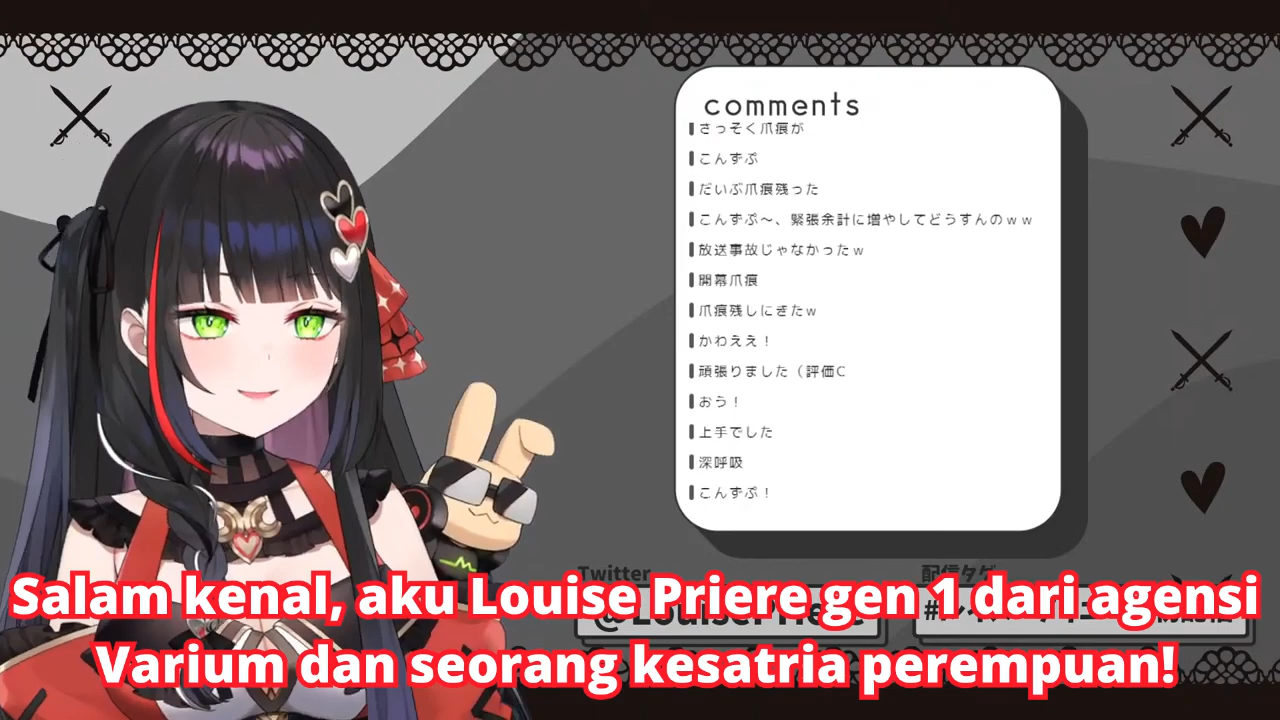 comments
さっそく爪痕が
こんずぷ
だいぶ爪痕残った
こんずぷ～、緊張余計に増やしてどうすんのｗｗ
放送事故じゃなかったｗ
開幕爪痕
爪痕残しにきたw
かわええ！
頑張りました（評価C
おう！
上手でした
深呼吸
こんずぷ！
Twitter
配信タグ
@LouisePriere
Salam kenal, aku Louise Priere gen 1 dari agensi
Varium dan seorang kesatria perempuan!